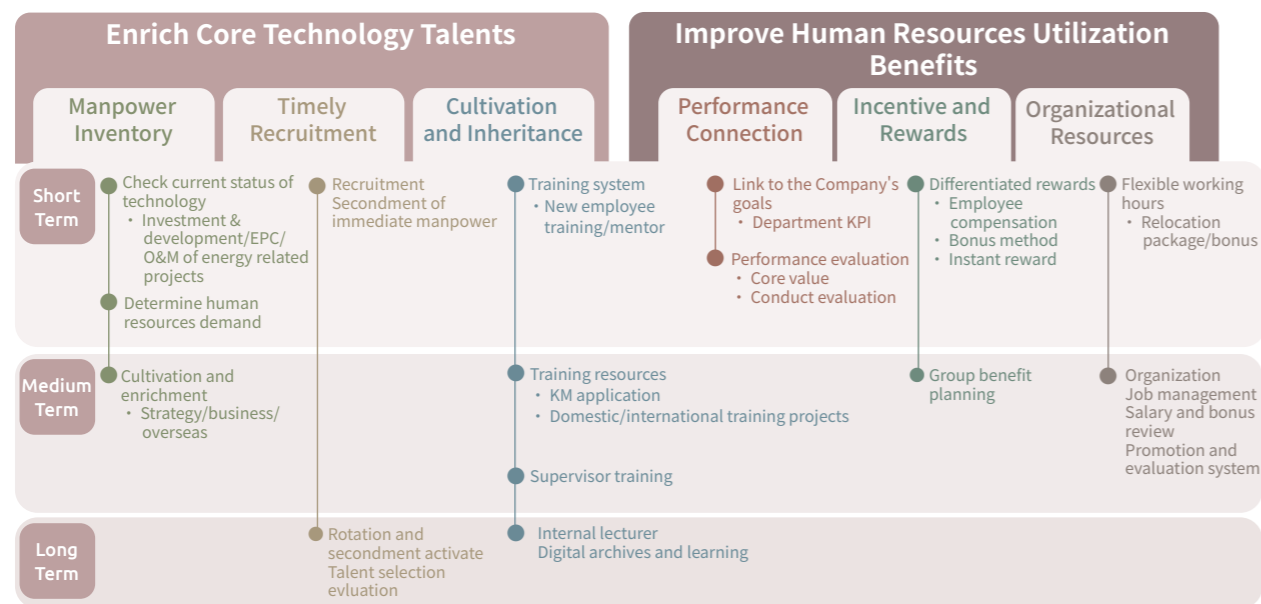 Enrich Core Technology Talents
Improve Human Resources Utilization
Benefits
Manpower
Inventory
Timely
Recruitment
Cultivation
and Inheritance
Performance
Connection
Incentive and
Rewards
Organizational
Resources
Short
Term
Check current status of
technology
・ Investment &
development/EPC/
O&M of energy related
projects
Determine human
resources demand
Recruitment
Secondment of
immediate manpower
Training system
・ New employee
training/mentor
Link to the Company's
goals
・ Department KPI
Performance evaluation
・ Core value
・ Conduct evaluation
Differentiated rewards
・ Employee
compensation
・ Bonus method
・ Instant reward
Flexible working
hours
・ Relocation
package/bonus
Medium
Term
Cultivation and
enrichment
・ Strategy/business/
overseas
Training resources
・ KM application
・ Domestic/international training projects
Supervisor training
Group benefit
planning
Organization
Job management
Salary and bonus
review
Promotion and
evaluation system
Long
Term
Rotation and
secondment activate
Talent selection
evluation
Internal lecturer
Digital archives and learning